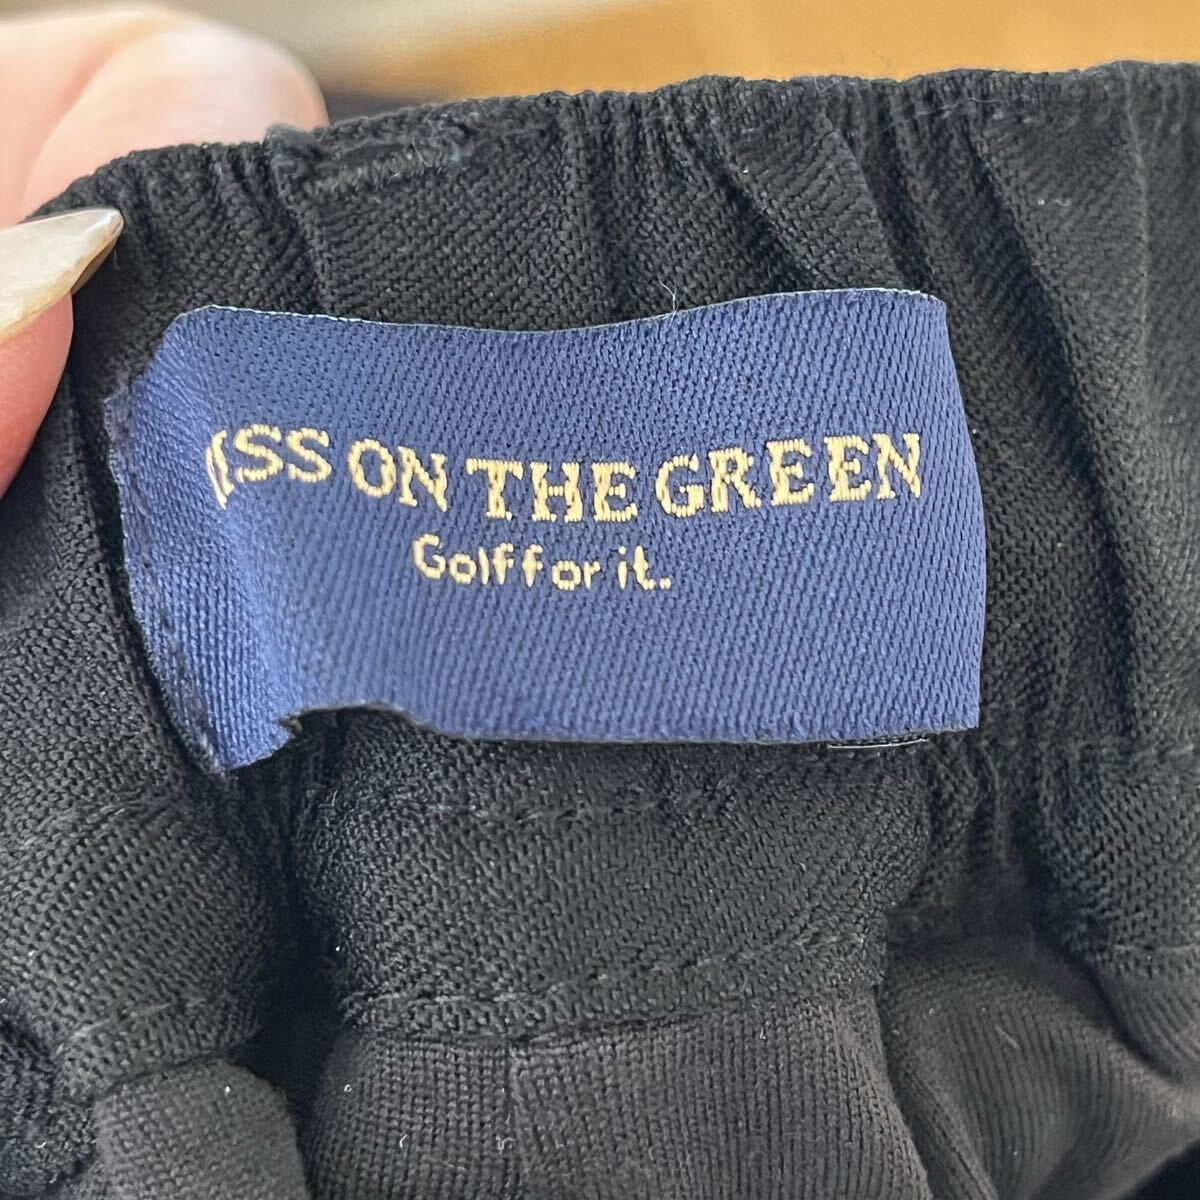 ISS ON THE GREEN
Golf for it..